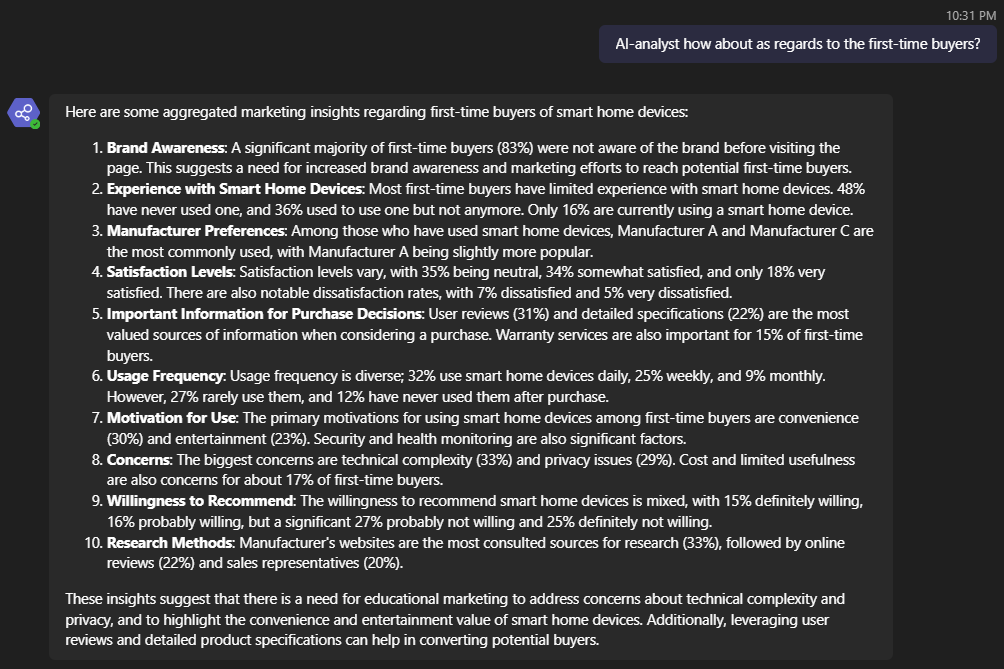 10:31 PM
AI-analyst how about as regards to the first-time buyers?
Here are some aggregated marketing insights regarding first-time buyers of smart home devices:
1. Brand Awareness: A significant majority of first-time buyers (83%) were not aware of the brand before visiting the
page. This suggests a need for increased brand awareness and marketing efforts to reach potential first-time buyers.
2. Experience with Smart Home Devices: Most first-time buyers have limited experience with smart home devices. 48%
have never used one, and 36% used to use one but not anymore. Only 16% are currently using a smart home device.
3. Manufacturer Preferences: Among those who have used smart home devices, Manufacturer A and Manufacturer C are
the most commonly used, with Manufacturer A being slightly more popular.
4. Satisfaction Levels: Satisfaction levels vary, with 35% being neutral, 34% somewhat satisfied, and only 18% very
satisfied. There are also notable dissatisfaction rates, with 7% dissatisfied and 5% very dissatisfied.
5. Important Information for Purchase Decisions: User reviews (31%) and detailed specifications (22%) are the most
valued sources of information when considering a purchase. Warranty services are also important for 15% of first-time
buyers.
6. Usage Frequency: Usage frequency is diverse; 32% use smart home devices daily, 25% weekly, and 9% monthly.
However, 27% rarely use them, and 12% have never used them after purchase.
7. Motivation for Use: The primary motivations for using smart home devices among first-time buyers are convenience
(30%) and entertainment (23%). Security and health monitoring are also significant factors.
8. Concerns: The biggest concerns are technical complexity (33%) and privacy issues (29%). Cost and limited usefulness
are also concerns for about 17% of first-time buyers.
9. Willingness to Recommend: The willingness to recommend smart home devices is mixed, with 15% definitely willing,
16% probably willing, but a significant 27% probably not willing and 25% definitely not willing.
10. Research Methods: Manufacturer's websites are the most consulted sources for research (33%), followed by online
reviews (22%) and sales representatives (20%).
These insights suggest that there is a need for educational marketing to address concerns about technical complexity and
privacy, and to highlight the convenience and entertainment value of smart home devices. Additionally, leveraging user
reviews and detailed product specifications can help in converting potential buyers.